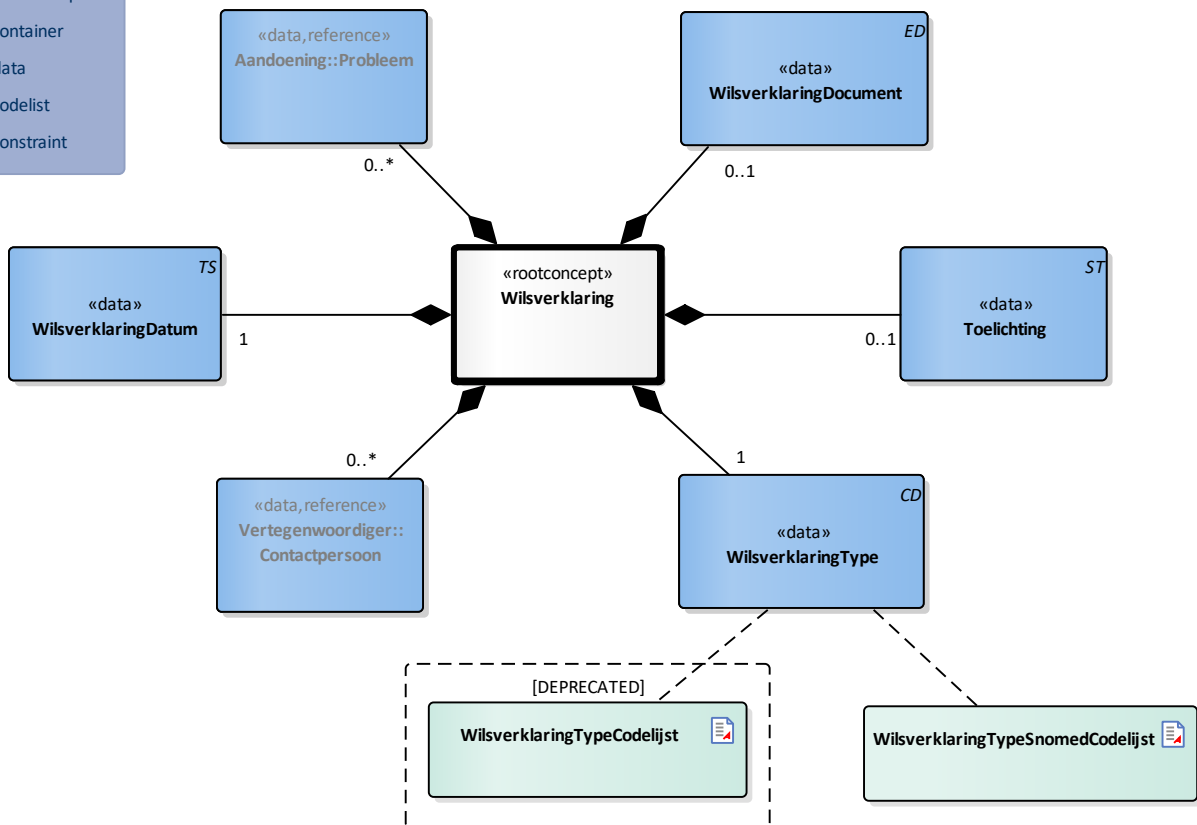 ontainer
ata
odelist
onstraint
«data,reference»
Aandoening::Probleem
ED
«data»
WilsverklaringDocument
0..*
0..1
«rootconcept»
Wilsverklaring
TS
«data»
WilsverklaringDatum
1
ST
«data»
Toelichting
0..1
0..*
1
«data,reference»
Vertegenwoordiger::
Contactpersoon
CD
«data»
WilsverklaringType
[DEPRECATED]
WilsverklaringTypeCodelijst
WilsverklaringTypeSnomedCodelijst